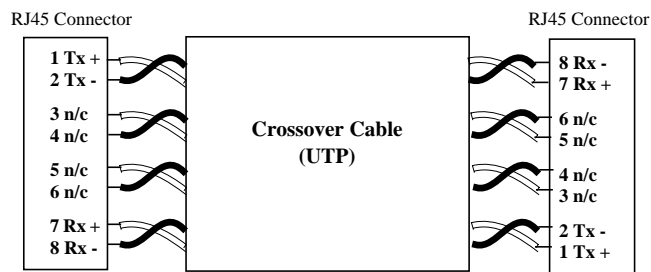 RJ45 Connector
1 Tx +
2 Tx -
3 n/c
4 n/c
5 n/c
6 n/c
7 Rx +
8 Rx -
Crossover Cable
(UTP)
RJ45 Connector
8 Rx -
7 Rx +
6 n/c
5 n/c
4 n/c
3 n/c
2 Tx -
1 Tx +